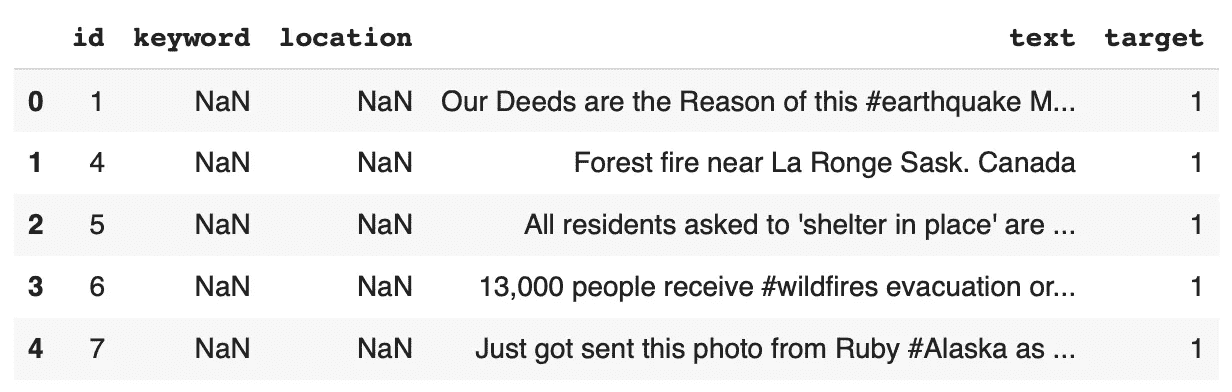 id keyword location text target
0 1 NaN NaN Our Deeds are the Reason of this #earthquake M... 1
1 4 NaN NaN Forest fire near La Ronge Sask. Canada 1
2 5 NaN NaN All residents asked to 'shelter in place' are ... 1
3 6 NaN NaN 13,000 people receive #wildfires evacuation or... 1
4 7 NaN NaN Just got sent this photo from Ruby #Alaska as ... 1